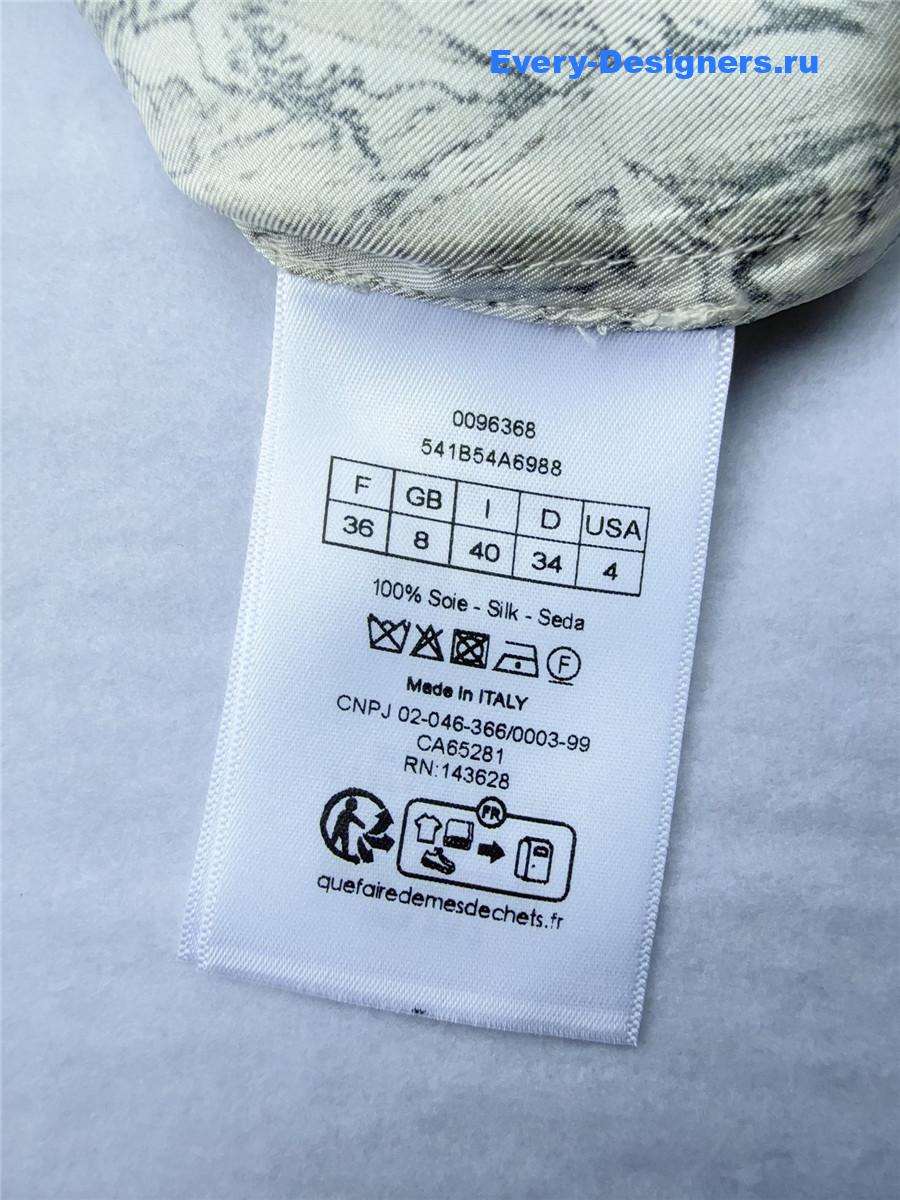 Every-Designers.ru
0096368
541B54A6988
F GB I D USA
36 8 40 34 4
100% Soie - Silk - Seda
F
Made in ITALY
CNPJ 02-046-366/0003-99
CA65281
RN:143628
FR
quefairedemesdechets.fr